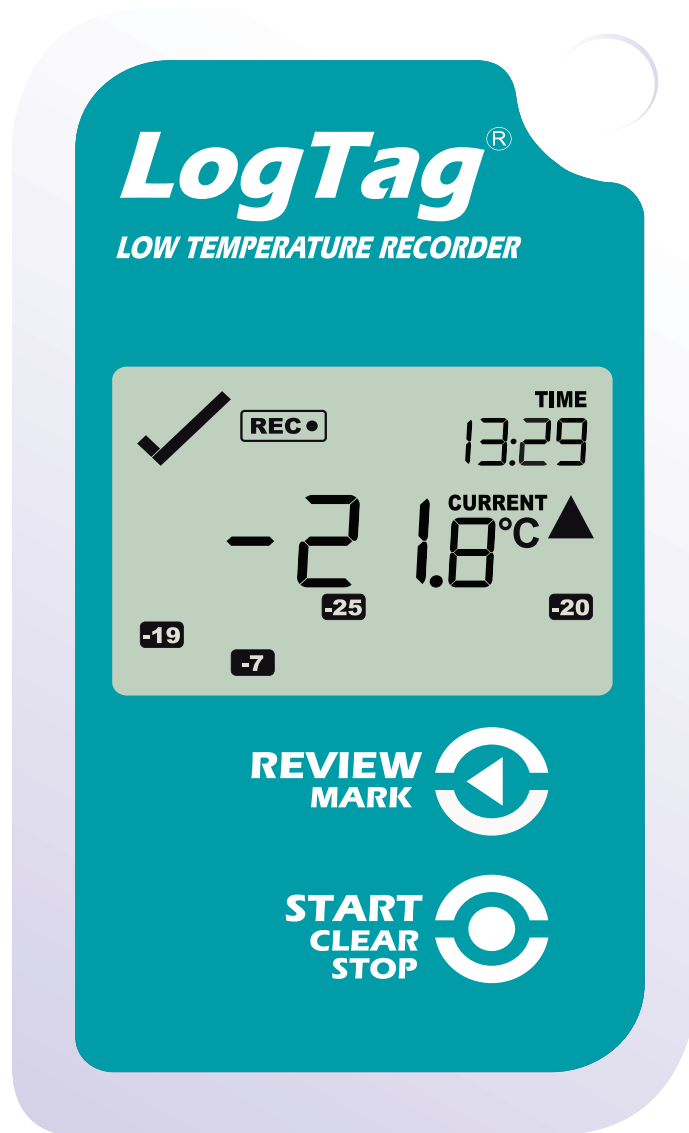 LogTag®
LOW TEMPERATURE RECORDER
TIME
REC
13:29
CURRENT
-21.8°C
-25 -20
-19
-7
REVIEW
MARK
START
CLEAR
STOP